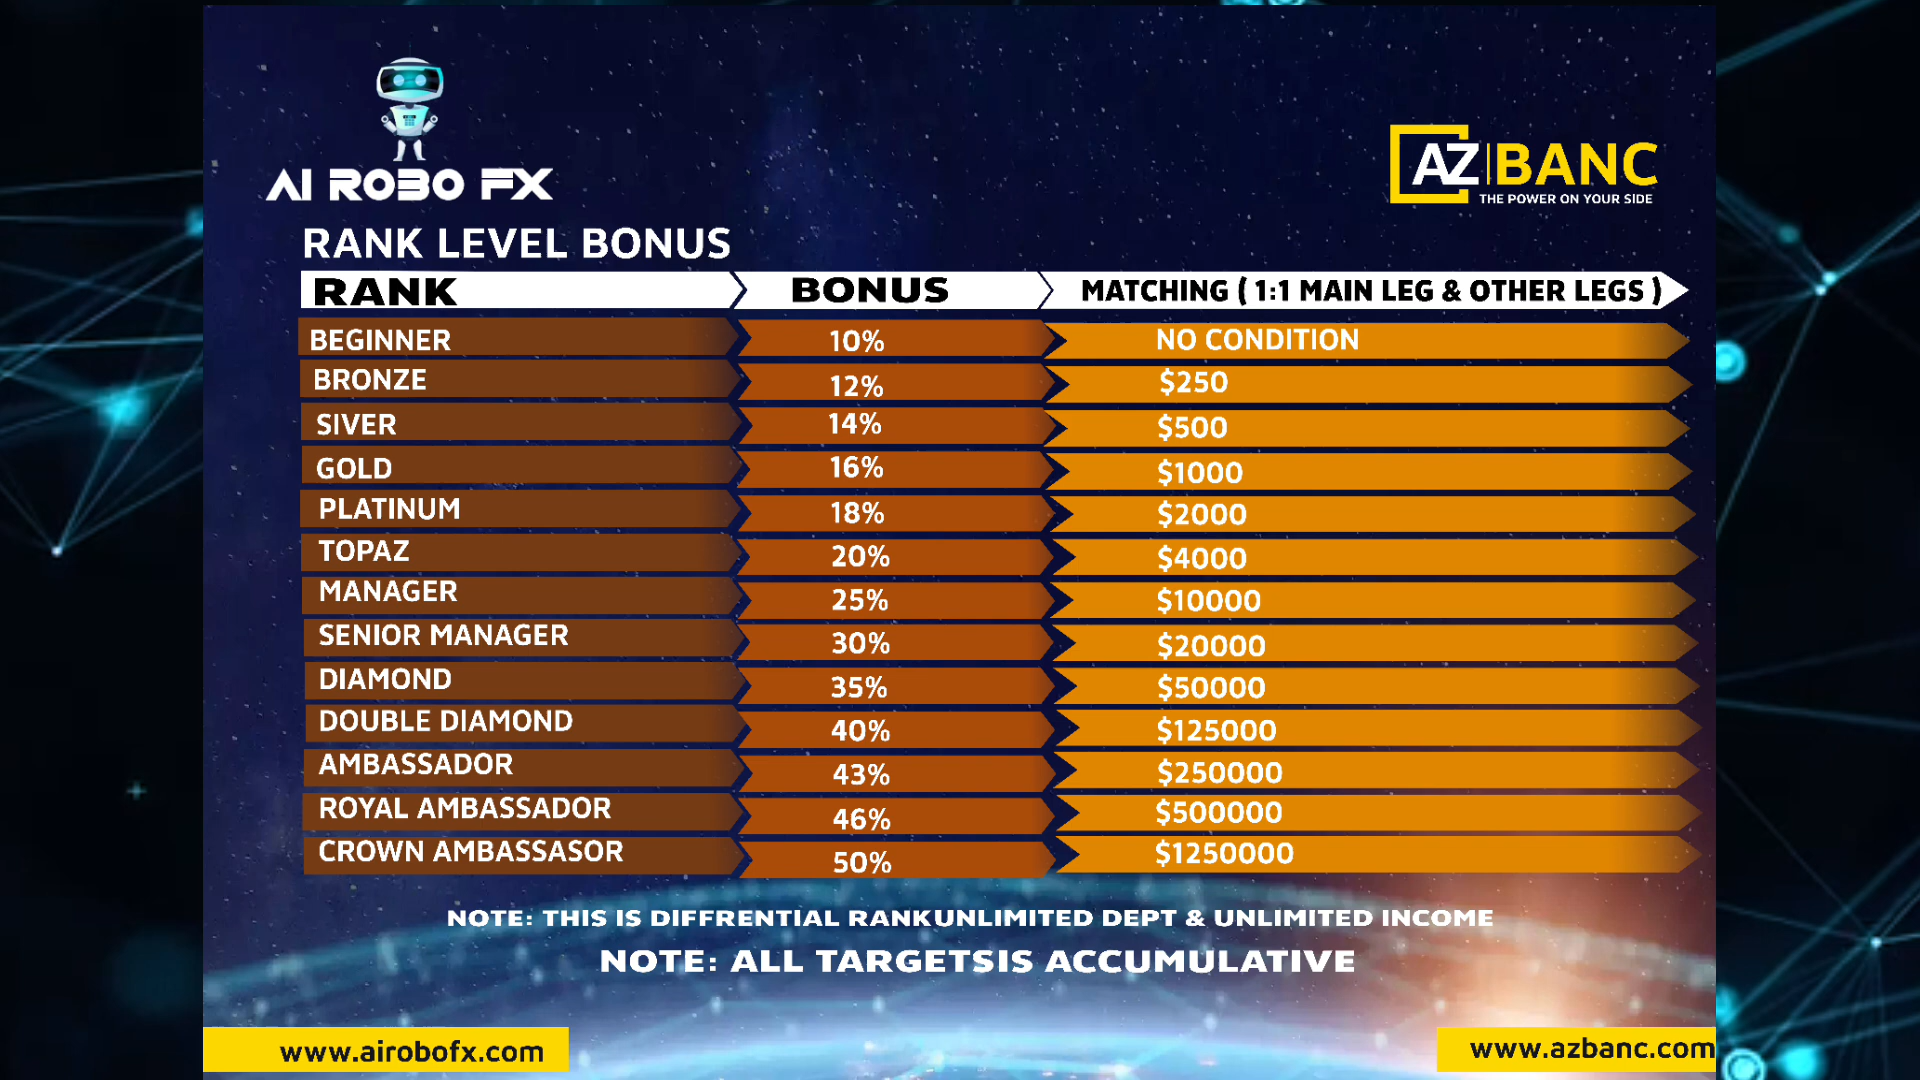 AI ROBO FX
AZ|BANC
THE POWER ON YOUR SIDE
RANK LEVEL BONUS
RANK BONUS MATCHING ( 1:1 MAIN LEG & OTHER LEGS )
BEGINNER 10% NO CONDITION
BRONZE 12% $250
SIVER 14% $500
GOLD 16% $1000
PLATINUM 18% $2000
TOPAZ 20% $4000
MANAGER 25% $10000
SENIOR MANAGER 30% $20000
DIAMOND 35% $50000
DOUBLE DIAMOND 40% $125000
AMBASSADOR 43% $250000
ROYAL AMBASSADOR 46% $500000
CROWN AMBASSASOR 50% $1250000
NOTE: THIS IS DIFFRENTIAL RANKUNLIMITED DEPT & UNLIMITED INCOME
NOTE: ALL TARGETSIS ACCUMULATIVE
www.airobofx.com www.azbanc.com